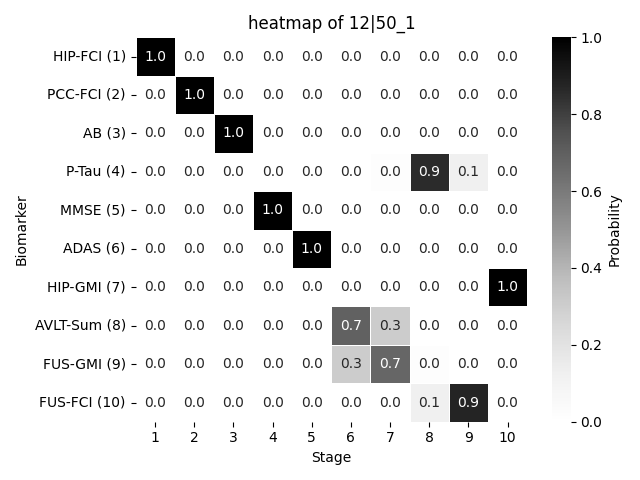 heatmap of 12|50_1
HIP-FCI (1) 1.0 0.0 0.0 0.0 0.0 0.0 0.0 0.0 0.0 0.0
PCC-FCI (2) 0.0 1.0 0.0 0.0 0.0 0.0 0.0 0.0 0.0 0.0
AB (3) 0.0 0.0 1.0 0.0 0.0 0.0 0.0 0.0 0.0 0.0
P-Tau (4) 0.0 0.0 0.0 0.0 0.0 0.0 0.0 0.9 0.1 0.0
MMSE (5) 0.0 0.0 0.0 1.0 0.0 0.0 0.0 0.0 0.0 0.0
ADAS (6) 0.0 0.0 0.0 0.0 1.0 0.0 0.0 0.0 0.0 0.0
HIP-GMI (7) 0.0 0.0 0.0 0.0 0.0 0.0 0.0 0.0 0.0 1.0
AVLT-Sum (8) 0.0 0.0 0.0 0.0 0.0 0.7 0.3 0.0 0.0 0.0
FUS-GMI (9) 0.0 0.0 0.0 0.0 0.0 0.3 0.7 0.0 0.0 0.0
FUS-FCI (10) 0.0 0.0 0.0 0.0 0.0 0.0 0.0 0.1 0.9 0.0
1 2 3 4 5 6 7 8 9 10
Stage
Biomarker
1.0
0.8
0.6
0.4
0.2
0.0
Probability